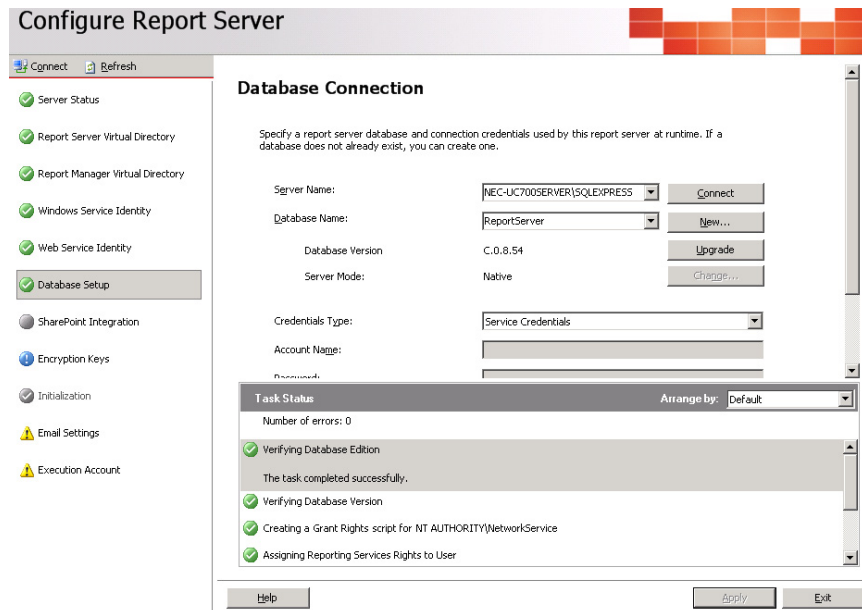 Configure Report Server
Connect Refresh
Server Status
Report Server Virtual Directory
Report Manager Virtual Directory
Windows Service Identity
Web Service Identity
Database Setup
SharePoint Integration
Encryption Keys
Initialization
Email Settings
Execution Account
Database Connection
Specify a report server database and connection credentials used by this report server at runtime. If a
database does not already exist, you can create one.
Server Name: NEC-UC700SERVER\SQLEXPRESS Connect
Database Name: ReportServer New...
Database Version C.0.8.54 Upgrade
Server Mode: Native Change...
Credentials Type: Service Credentials
Account Name:
Password:
Task Status Arrange by: Default
Number of errors: 0
Verifying Database Edition
The task completed successfully.
Verifying Database Version
Creating a Grant Rights script for NT AUTHORITY\NetworkService
Assigning Reporting Services Rights to User
Help Apply Exit